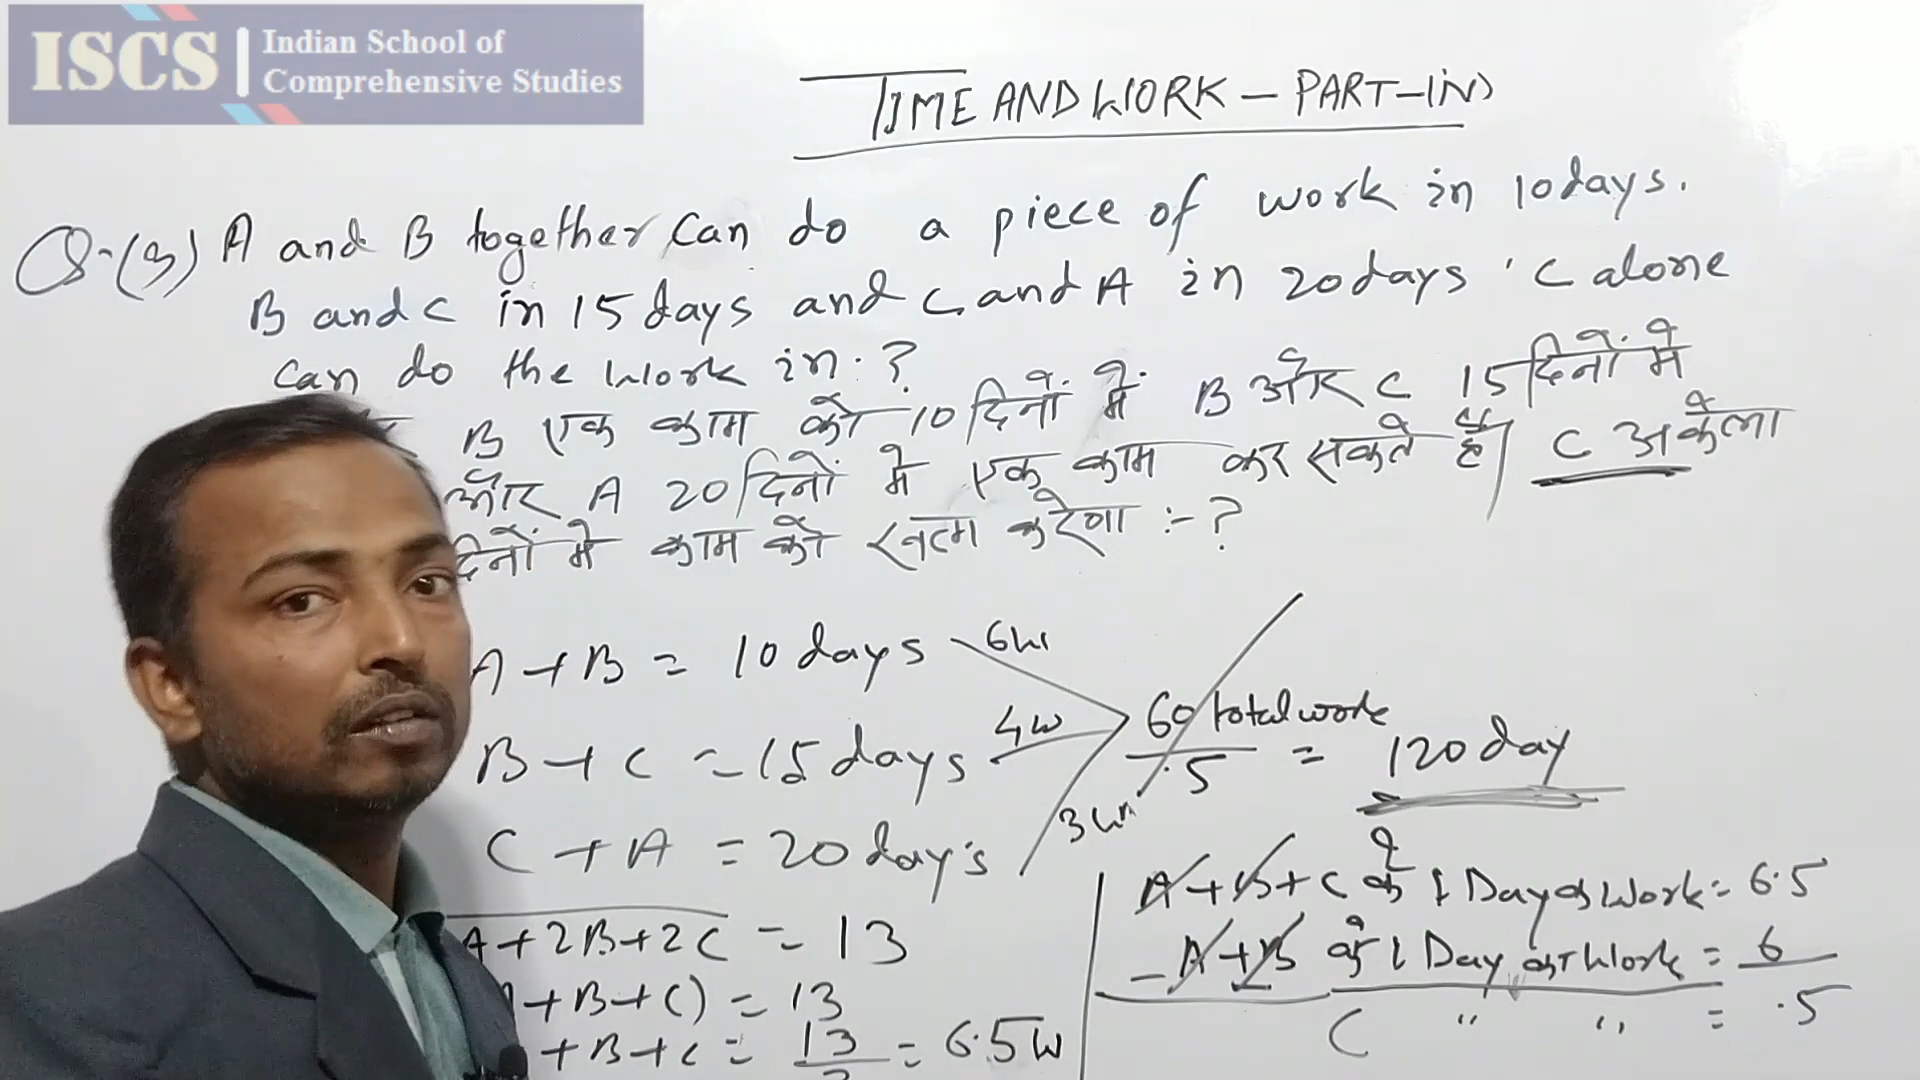 ISCS
Indian School of
Comprehensive Studies
TIME AND WORK - PART-
Q-(3) A and B together can do a piece of work in 10 days.
B and C in 15 days and C and A in 20 days. C alone
can do the work in. ?
B एक काम को 10 दिनों में. B और C 15 दिनों में
और A 20 दिनों में एक काम कर सकते हैं। C अकेला
दिनों में काम को खत्म करेगा :- ?
A + B = 10 days 6w
B + C = 15 days 4w
C + A = 20 day's 3w
60 total work / .5 = 120 day
A + 2B + 2C = 13
+ B + C) = 13
+ B + C = 13/2 = 6.5 w
A + B + C के 1 Day का Work = 6.5
- A + B के 1 Day का Work = 6
C " " = .5